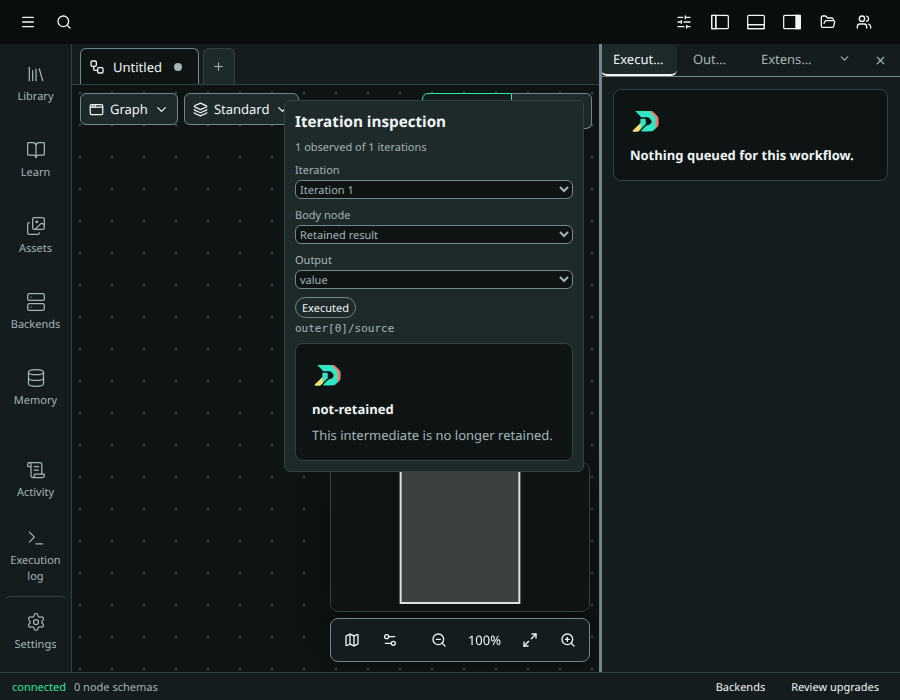 Untitled
+
Execut...
Out...
Extens...
Library
Learn
Assets
Backends
Memory
Activity
Execution
log
Settings
Graph
Standard
Iteration inspection
1 observed of 1 iterations
Iteration
Iteration 1
Body node
Retained result
Output
value
Executed
outer[0]/source
not-retained
This intermediate is no longer retained.
100%
Nothing queued for this workflow.
connected
0 node schemas
Backends
Review upgrades